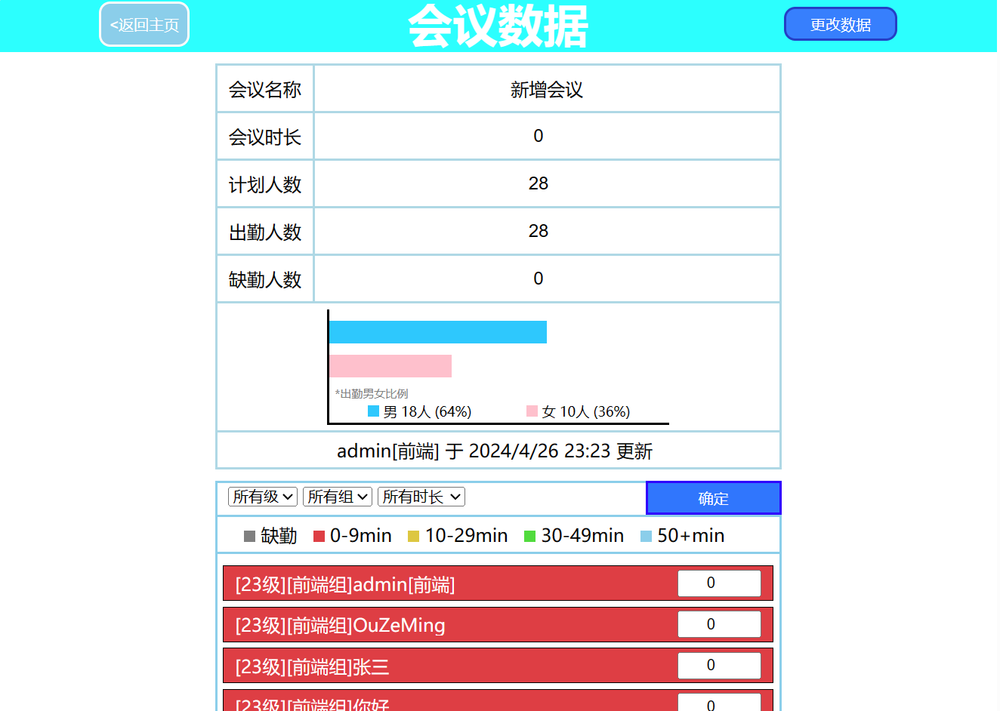 <返回主页
会议数据
更改数据
会议名称 新增会议
会议时长 0
计划人数 28
出勤人数 28
缺勤人数 0
*出勤男女比例
男 18人 (64%) 女 10人 (36%)
admin[前端] 于 2024/4/26 23:23 更新
所有级 所有组 所有时长 确定
缺勤 0-9min 10-29min 30-49min 50+min
[23级][前端组]admin[前端] 0
[23级][前端组]OuZeMing 0
[23级][前端组]张三 0
[23级][前端组]你好 0